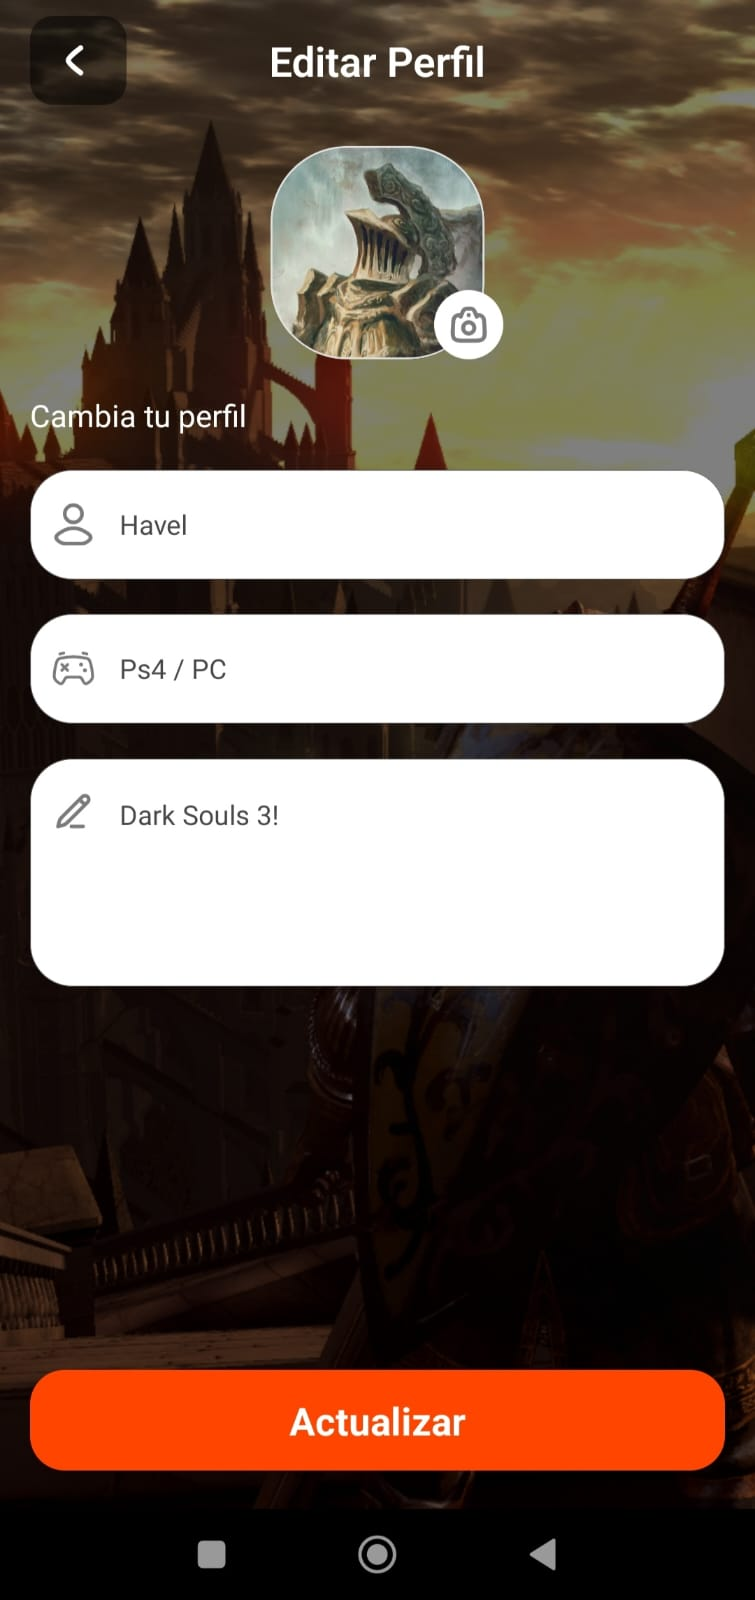 Editar Perfil
Cambia tu perfil
Havel
Ps4 / PC
Dark Souls 3!
Actualizar